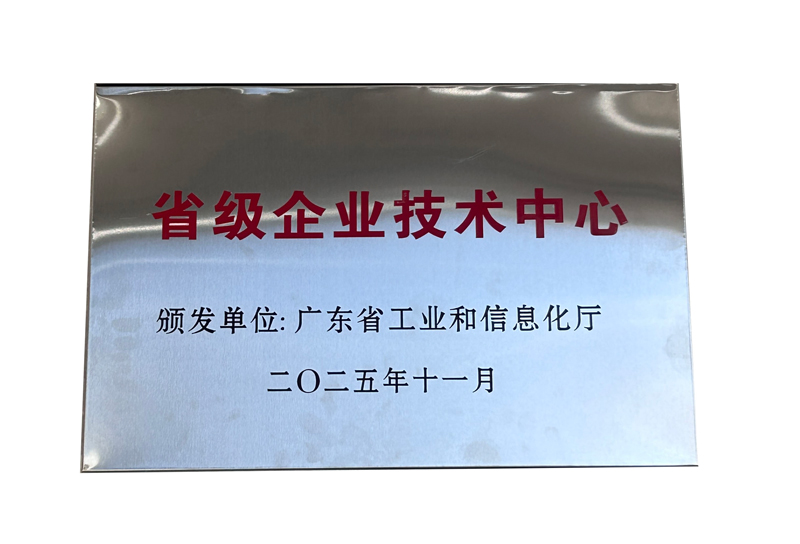 省级企业技术中心
颁发单位:广东省工业和信息化厅
二〇二五年十一月